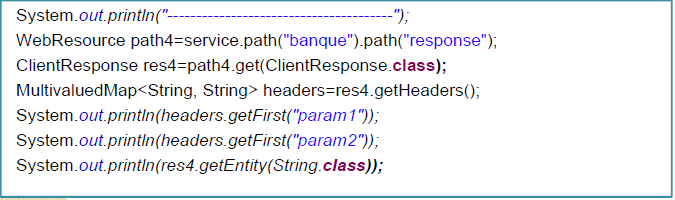 System.out.println("----------------------------------------");
WebResource path4=service.path("banque").path("response");
ClientResponse res4=path4.get(ClientResponse.class);
MultivaluedMap<String, String> headers=res4.getHeaders();
System.out.println(headers.getFirst("param1"));
System.out.println(headers.getFirst("param2"));
System.out.println(res4.getEntity(String.class));